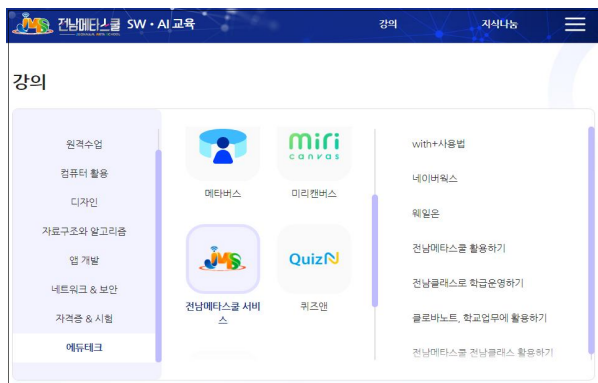 JMS 전남메타스쿨 SW·AI교육
강의
지식나눔
강의
원격수업
컴퓨터 활용
디자인
자료구조와 알고리즘
앱 개발
네트워크 & 보안
자격증 & 시험
에듀테크
메타버스
miri
canvas
미리캔버스
JMS
전남메타스쿨 서비
스
QuizN
퀴즈앤
with+사용법
네이버웍스
웨일온
전남메타스쿨 활용하기
전남클래스로 학급운영하기
클로바노트, 학교업무에 활용하기
전남메타스쿨 전남클래스 활용하기